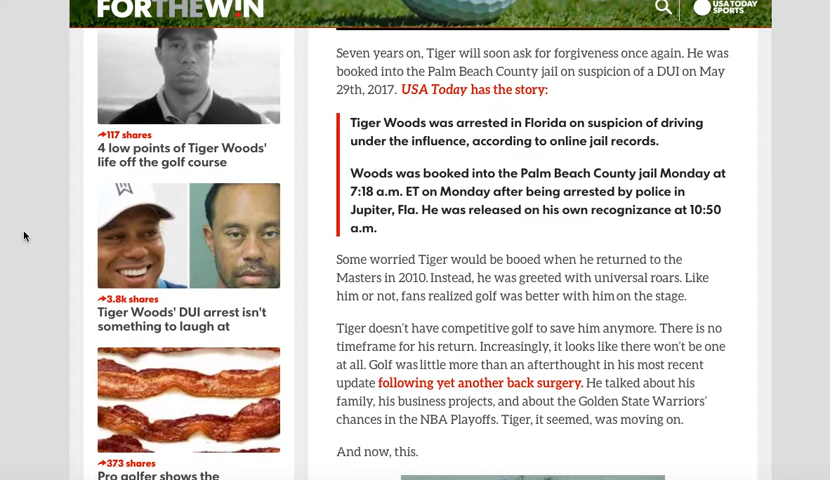 FORTHEWIN
USA TODAY
SPORTS
117 shares
4 low points of Tiger Woods'
life off the golf course
3.8k shares
Tiger Woods' DUI arrest isn't
something to laugh at
373 shares
Pro golfer shows the
Seven years on, Tiger will soon ask for forgiveness once again. He was
booked into the Palm Beach County jail on suspicion of a DUI on May
29th, 2017. USA Today has the story:
Tiger Woods was arrested in Florida on suspicion of driving
under the influence, according to online jail records.
Woods was booked into the Palm Beach County jail Monday at
7:18 a.m. ET on Monday after being arrested by police in
Jupiter, Fla. He was released on his own recognizance at 10:50
a.m.
Some worried Tiger would be booed when he returned to the
Masters in 2010. Instead, he was greeted with universal roars. Like
him or not, fans realized golf was better with him on the stage.
Tiger doesn't have competitive golf to save him anymore. There is no
timeframe for his return. Increasingly, it looks like there won't be one
at all. Golf was little more than an afterthought in his most recent
update following yet another back surgery. He talked about his
family, his business projects, and about the Golden State Warriors'
chances in the NBA Playoffs. Tiger, it seemed, was moving on.
And now, this.